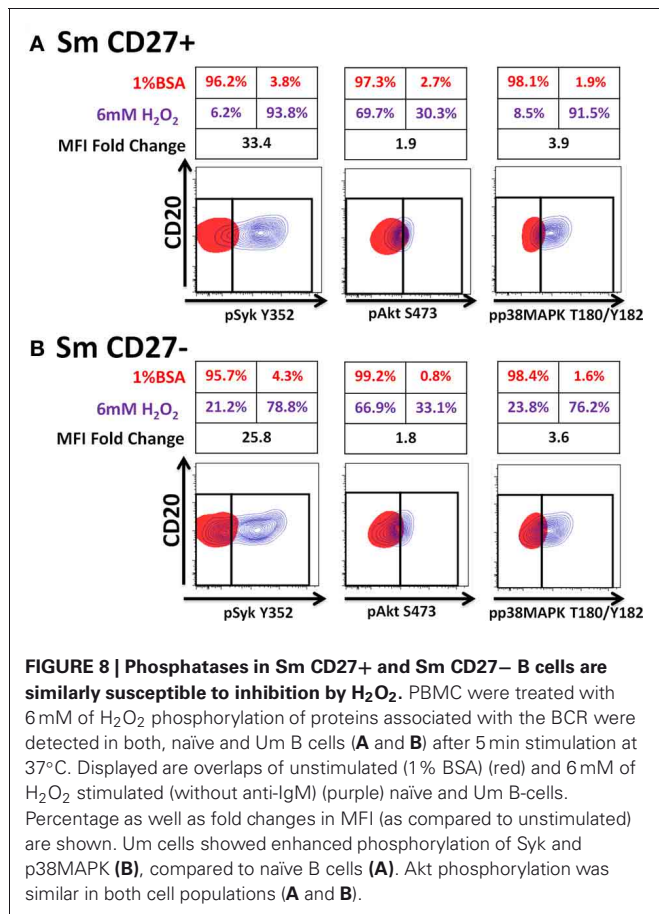 A Sm CD27+
1%BSA 96.2% 3.8% 97.3% 2.7% 98.1% 1.9%
6mM H₂O₂ 6.2% 93.8% 69.7% 30.3% 8.5% 91.5%
MFI Fold Change 33.4 1.9 3.9
CD20
pSyk Y352 pAkt S473 pp38MAPK T180/Y182
B Sm CD27-
1%BSA 95.7% 4.3% 99.2% 0.8% 98.4% 1.6%
6mM H₂O₂ 21.2% 78.8% 66.9% 33.1% 23.8% 76.2%
MFI Fold Change 25.8 1.8 3.6
CD20
pSyk Y352 pAkt S473 pp38MAPK T180/Y182
FIGURE 8 | Phosphatases in Sm CD27+ and Sm CD27− B cells are
similarly susceptible to inhibition by H₂O₂. PBMC were treated with
6 mM of H₂O₂ phosphorylation of proteins associated with the BCR were
detected in both, naïve and Um B cells (A and B) after 5 min stimulation at
37°C. Displayed are overlaps of unstimulated (1% BSA) (red) and 6 mM of
H₂O₂ stimulated (without anti-IgM) (purple) naïve and Um B-cells.
Percentage as well as fold changes in MFI (as compared to unstimulated)
are shown. Um cells showed enhanced phosphorylation of Syk and
p38MAPK (B), compared to naïve B cells (A). Akt phosphorylation was
similar in both cell populations (A and B).